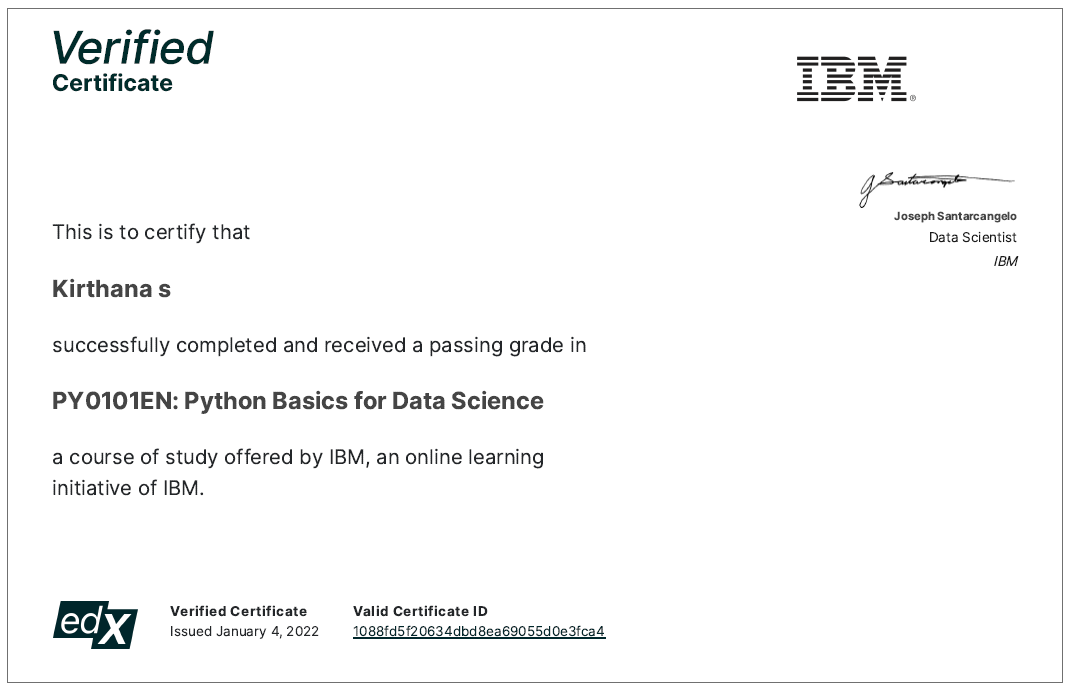 Verified
Certificate
IBM®
G Santarcangelo
Joseph Santarcangelo
Data Scientist
IBM
This is to certify that
Kirthana s
successfully completed and received a passing grade in
PY0101EN: Python Basics for Data Science
a course of study offered by IBM, an online learning
initiative of IBM.
edX
Verified Certificate
Issued January 4, 2022
Valid Certificate ID
1088fd5f20634dbd8ea69055d0e3fca4